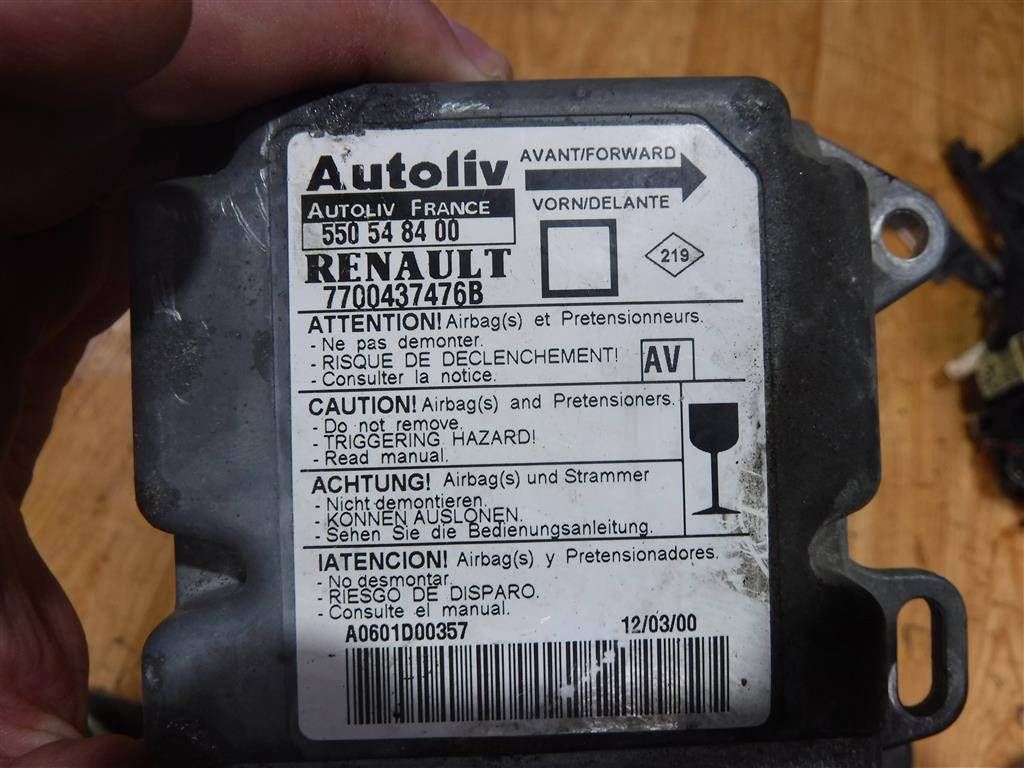 Autoliv
AVANT/FORWARD
VORN/DELANTE
AUTOLIV FRANCE
550 54 84 00
RENAULT
7700437476B
219
ATTENTION! Airbag(s) et Pretensionneurs.
- Ne pas demonter.
- RISQUE DE DECLENCHEMENT!
- Consulter la notice.
AV
CAUTION! Airbag(s) and Pretensioners.
- Do not remove.
- TRIGGERING HAZARD!
- Read manual.
ACHTUNG! Airbag(s) und Strammer
- Nicht demontieren.
- KONNEN AUSLONEN.
- Sehen Sie die Bedienungsanleitung.
!ATENCION! Airbag(s) y Pretensionadores.
- No desmontar.
- RIESGO DE DISPARO.
- Consulte el manual.
A0601D00357 12/03/00